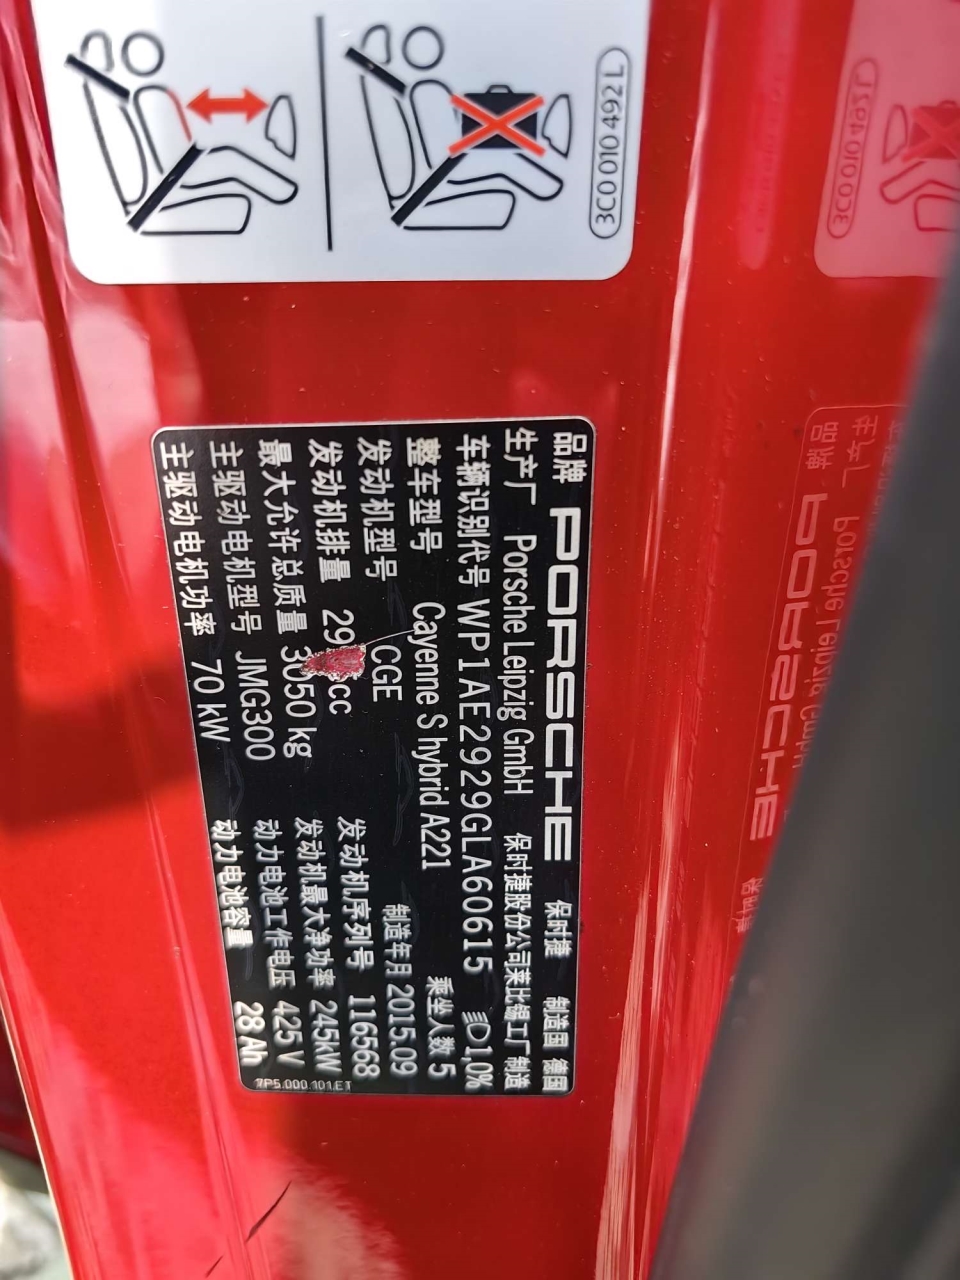 3C0 010 492 L
品牌 PORSCHE 保时捷 制造国 德国
生产厂 Porsche Leipzig GmbH 保时捷股份公司莱比锡工厂制造
车辆识别代号 WP1AE2929GLA60615 1,0%
整车型号 Cayenne S hybrid A221 乘坐人数 5
发动机型号 CGE 制造年月 2015.09
发动机排量 cc 发动机序列号 116568
最大允许总质量 3050 kg 发动机最大净功率 245kW
主驱动电机型号 JMG300 动力电池工作电压 425 V
主驱动电机功率 70 kW 动力电池容量 28 Ah
7P5.000.101.ET